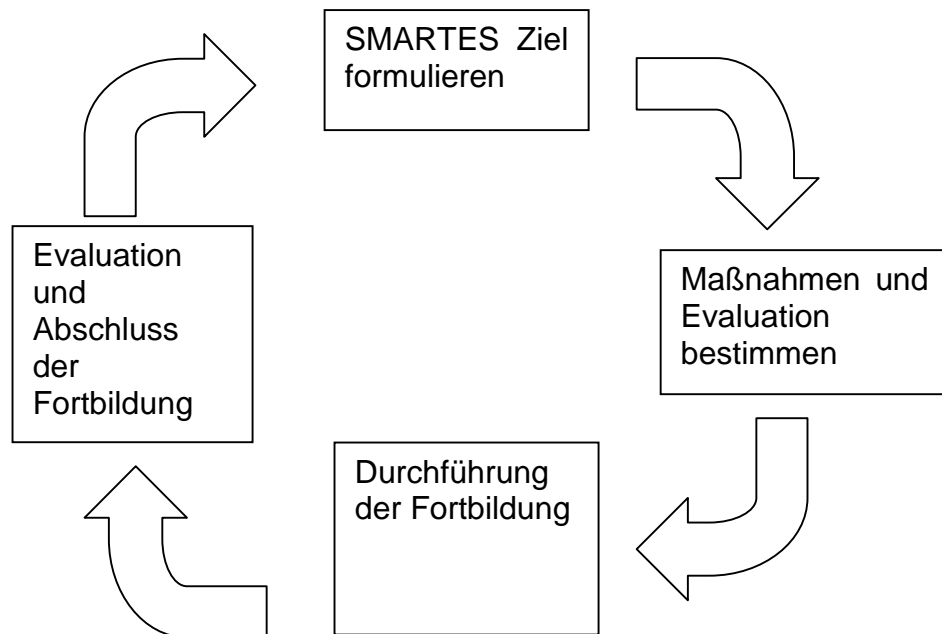 SMARTES Ziel
formulieren
Maßnahmen und
Evaluation
bestimmen
Durchführung
der Fortbildung
Evaluation
und
Abschluss
der
Fortbildung